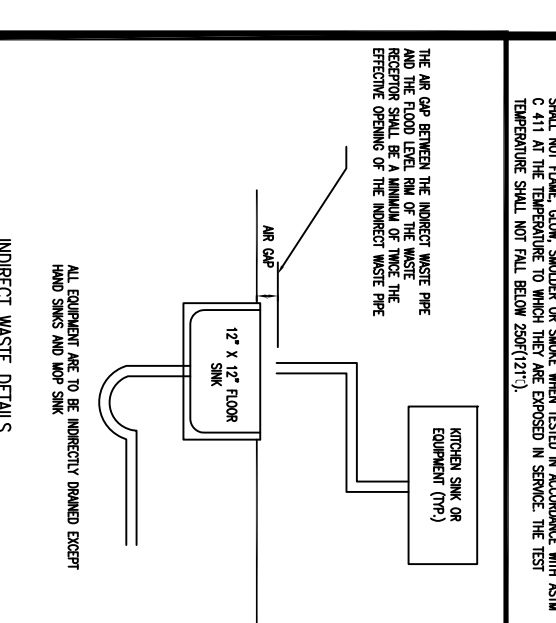 SHALL NOT FLAME, GLOW, SMOLDER OR SMOKE WHEN TESTED IN ACCORDANCE WITH ASTM
C 411 AT THE TEMPERATURE TO WHICH THEY ARE EXPOSED IN SERVICE. THE TEST
TEMPERATURE SHALL NOT FALL BELOW 250F(121°C).
THE AIR GAP BETWEEN THE INDIRECT WASTE PIPE
AND THE FLOOD LEVEL RIM OF THE WASTE
RECEPTOR SHALL BE A MINIMUM OF TWICE THE
EFFECTIVE OPENING OF THE INDIRECT WASTE PIPE
KITCHEN SINK OR
EQUIPMENT (TYP.)
AIR GAP
12" X 12" FLOOR
SINK
ALL EQUIPMENT ARE TO BE INDIRECTLY DRAINED EXCEPT
HAND SINKS AND MOP SINK
INDIRECT WASTE DETAILS